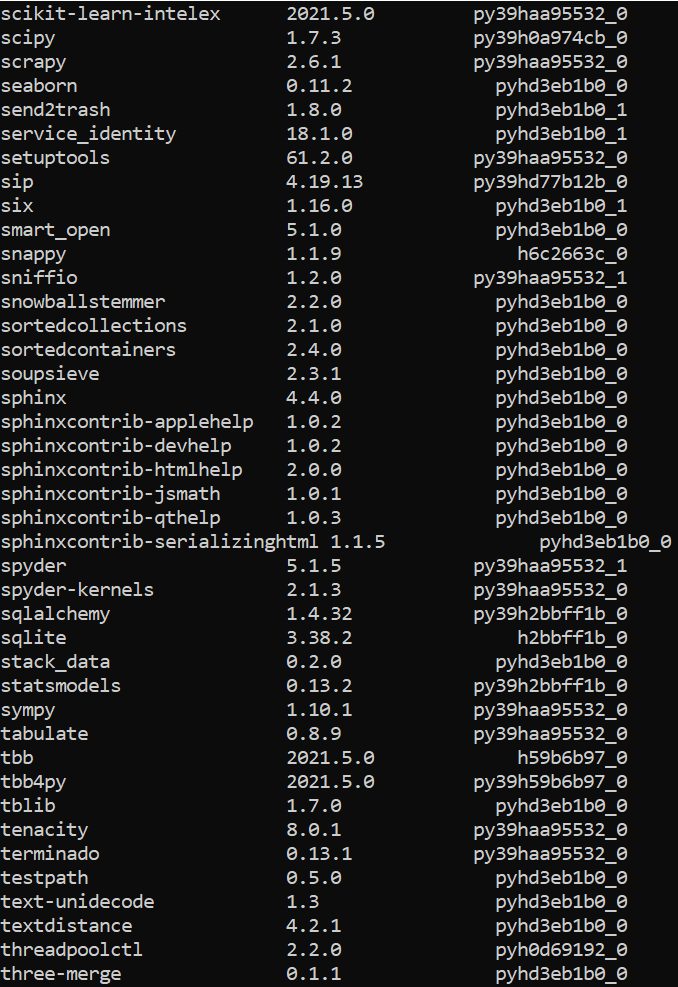 scikit-learn-intelex 2021.5.0 py39haa95532_0
scipy 1.7.3 py39h0a974cb_0
scrapy 2.6.1 py39haa95532_0
seaborn 0.11.2 pyhd3eb1b0_0
send2trash 1.8.0 pyhd3eb1b0_1
service_identity 18.1.0 pyhd3eb1b0_1
setuptools 61.2.0 py39haa95532_0
sip 4.19.13 py39hd77b12b_0
six 1.16.0 pyhd3eb1b0_1
smart_open 5.1.0 pyhd3eb1b0_0
snappy 1.1.9 h6c2663c_0
sniffio 1.2.0 py39haa95532_1
snowballstemmer 2.2.0 pyhd3eb1b0_0
sortedcollections 2.1.0 pyhd3eb1b0_0
sortedcontainers 2.4.0 pyhd3eb1b0_0
soupsieve 2.3.1 pyhd3eb1b0_0
sphinx 4.4.0 pyhd3eb1b0_0
sphinxcontrib-applehelp 1.0.2 pyhd3eb1b0_0
sphinxcontrib-devhelp 1.0.2 pyhd3eb1b0_0
sphinxcontrib-htmlhelp 2.0.0 pyhd3eb1b0_0
sphinxcontrib-jsmath 1.0.1 pyhd3eb1b0_0
sphinxcontrib-qthelp 1.0.3 pyhd3eb1b0_0
sphinxcontrib-serializinghtml 1.1.5 pyhd3eb1b0_0
spyder 5.1.5 py39haa95532_1
spyder-kernels 2.1.3 py39haa95532_0
sqlalchemy 1.4.32 py39h2bbff1b_0
sqlite 3.38.2 h2bbff1b_0
stack_data 0.2.0 pyhd3eb1b0_0
statsmodels 0.13.2 py39h2bbff1b_0
sympy 1.10.1 py39haa95532_0
tabulate 0.8.9 py39haa95532_0
tbb 2021.5.0 h59b6b97_0
tbb4py 2021.5.0 py39h59b6b97_0
tblib 1.7.0 pyhd3eb1b0_0
tenacity 8.0.1 py39haa95532_0
terminado 0.13.1 py39haa95532_0
testpath 0.5.0 pyhd3eb1b0_0
text-unidecode 1.3 pyhd3eb1b0_0
textdistance 4.2.1 pyhd3eb1b0_0
threadpoolctl 2.2.0 pyh0d69192_0
three-merge 0.1.1 pyhd3eb1b0_0